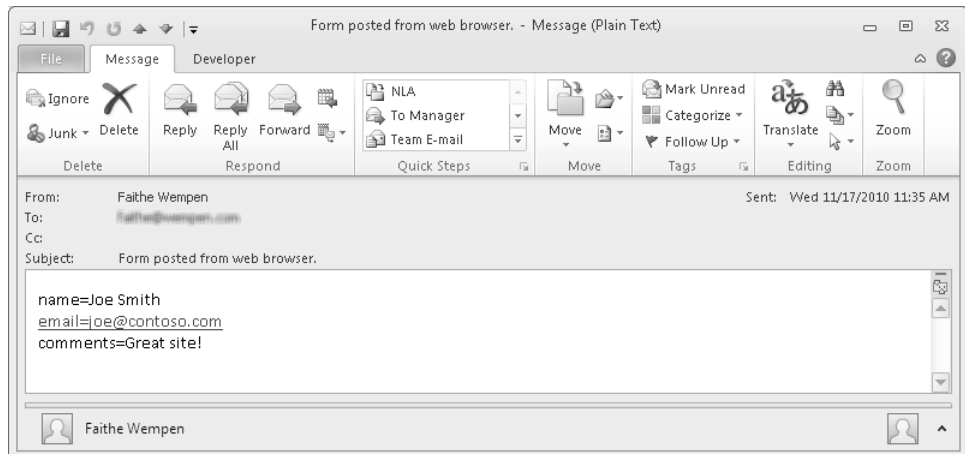 Form posted from web browser. - Message (Plain Text)
File Message Developer
Ignore
Junk
Delete
Reply
Reply All
Forward
NLA
To Manager
Team E-mail
Move
Mark Unread
Categorize
Follow Up
Translate
Zoom
Delete Respond Quick Steps Move Tags Editing Zoom
From: Faithe Wempen
Sent: Wed 11/17/2010 11:35 AM
To:
Cc:
Subject: Form posted from web browser.
name=Joe Smith
email=joe@contoso.com
comments=Great site!
Faithe Wempen